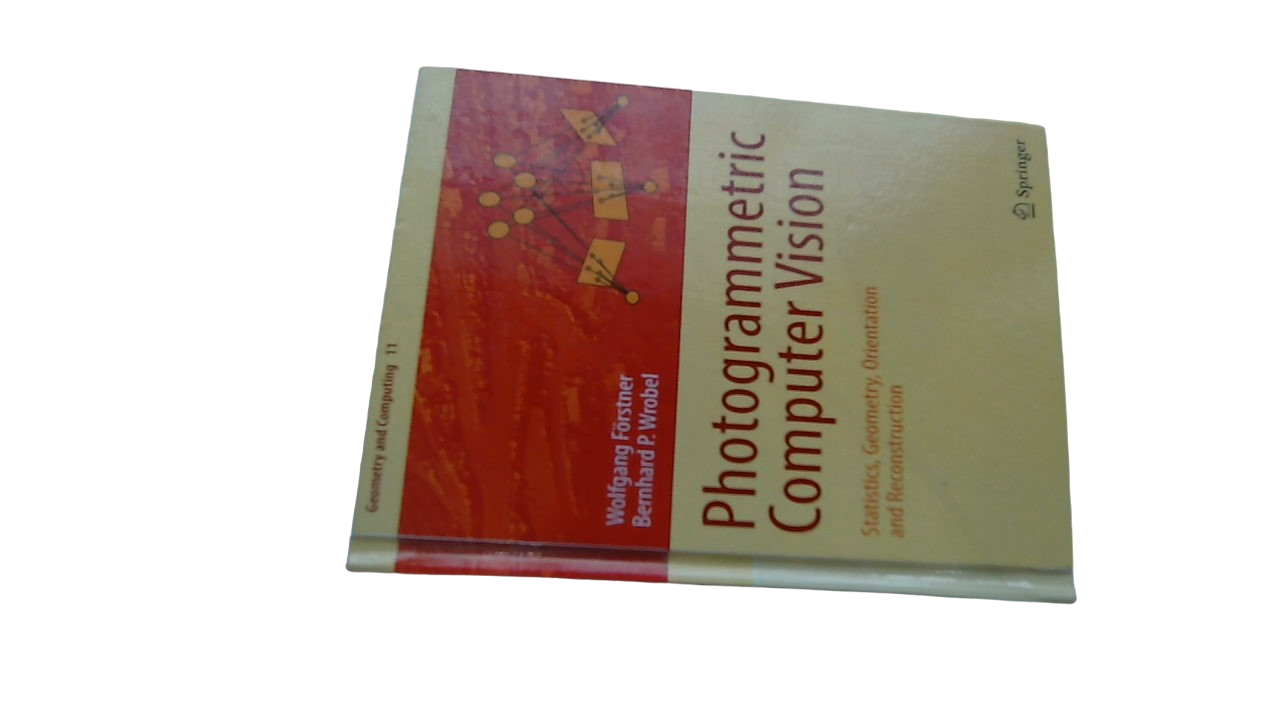 Geometry and Computing 11
Wolfgang Förstner
Bernhard P. Wrobel
Photogrammetric
Computer Vision
Statistics, Geometry, Orientation
and Reconstruction
Springer